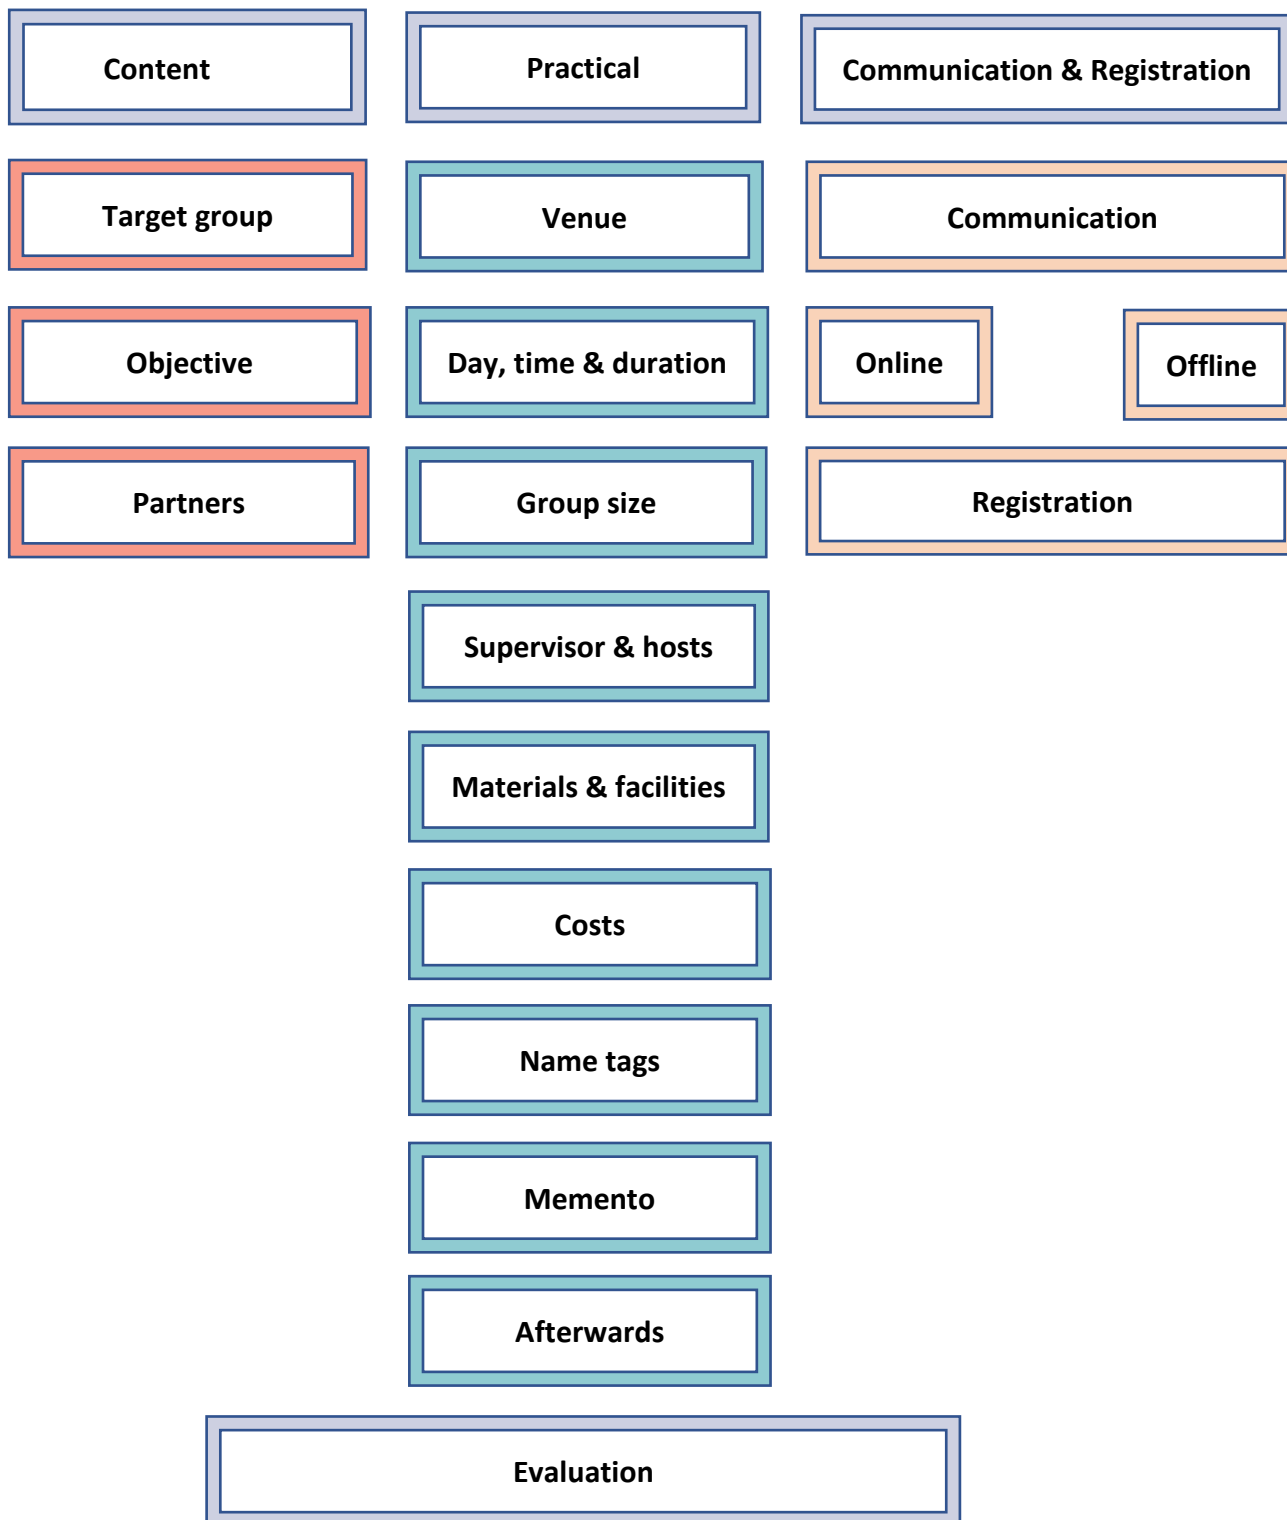 Content
Practical
Communication & Registration
Target group
Venue
Communication
Objective
Day, time & duration
Online
Offline
Partners
Group size
Registration
Supervisor & hosts
Materials & facilities
Costs
Name tags
Memento
Afterwards
Evaluation